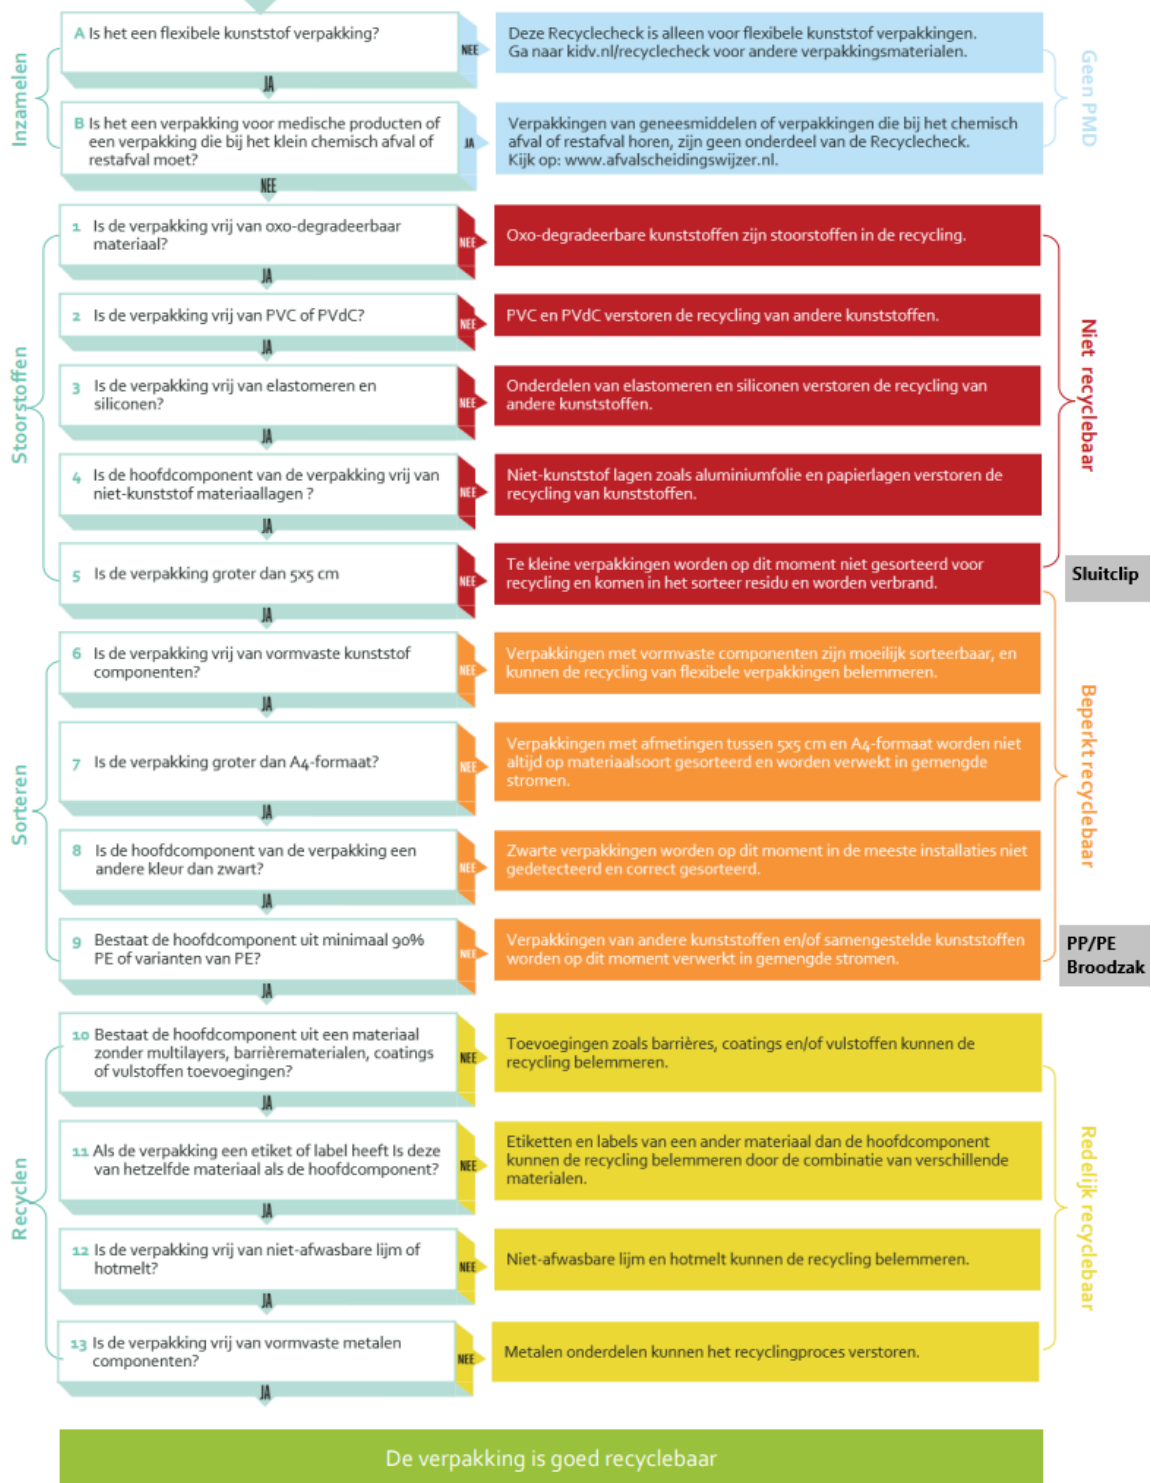 A Is het een flexibele kunststof verpakking?
NEE
Deze Recyclecheck is alleen voor flexibele kunststof verpakkingen.
Ga naar kidv.nl/recyclecheck voor andere verpakkingsmaterialen.
JA
Inzamelen
Geen PMD
B Is het een verpakking voor medische producten of
een verpakking die bij het klein chemisch afval of
restafval moet?
JA
Verpakkingen van geneesmiddelen of verpakkingen die bij het chemisch
afval of restafval horen, zijn geen onderdeel van de Recyclecheck.
Kijk op: www.afvalscheidingswijzer.nl.
NEE
1 Is de verpakking vrij van oxo-degradeerbaar
materiaal?
NEE
Oxo-degradeerbare kunststoffen zijn stoorstoffen in de recycling.
JA
2 Is de verpakking vrij van PVC of PVdC?
NEE
PVC en PVdC verstoren de recycling van andere kunststoffen.
JA
Stoorstoffen
Niet recyclebaar
3 Is de verpakking vrij van elastomeren en
siliconen?
NEE
Onderdelen van elastomeren en siliconen verstoren de recycling van
andere kunststoffen.
JA
4 Is de hoofdcomponent van de verpakking vrij van
niet-kunststof materiaallagen ?
NEE
Niet-kunststof lagen zoals aluminiumfolie en papierlagen verstoren de
recycling van kunststoffen.
JA
5 Is de verpakking groter dan 5x5 cm
NEE
Te kleine verpakkingen worden op dit moment niet gesorteerd voor
recycling en komen in het sorteer residu en worden verbrand.
Sluitclip
JA
6 Is de verpakking vrij van vormvaste kunststof
componenten?
NEE
Verpakkingen met vormvaste componenten zijn moeilijk sorteerbaar, en
kunnen de recycling van flexibele verpakkingen belemmeren.
JA
7 Is de verpakking groter dan A4-formaat?
NEE
Verpakkingen met afmetingen tussen 5x5 cm en A4-formaat worden niet
altijd op materiaalsoort gesorteerd en worden verwekt in gemengde
stromen.
JA
Sorteren
Beperkt recyclebaar
8 Is de hoofdcomponent van de verpakking een
andere kleur dan zwart?
NEE
Zwarte verpakkingen worden op dit moment in de meeste installaties niet
gedetecteerd en correct gesorteerd.
JA
9 Bestaat de hoofdcomponent uit minimaal 90%
PE of varianten van PE?
NEE
Verpakkingen van andere kunststoffen en/of samengestelde kunststoffen
worden op dit moment verwerkt in gemengde stromen.
PP/PE
Broodzak
JA
10 Bestaat de hoofdcomponent uit een materiaal
zonder multilayers, barrièrematerialen, coatings
of vulstoffen toevoegingen?
NEE
Toevoegingen zoals barrières, coatings en/of vulstoffen kunnen de
recycling belemmeren.
JA
11 Als de verpakking een etiket of label heeft Is deze
van hetzelfde materiaal als de hoofdcomponent?
NEE
Etiketten en labels van een ander materiaal dan de hoofdcomponent
kunnen de recycling belemmeren door de combinatie van verschillende
materialen.
JA
Recyclen
Redelijk recyclebaar
12 Is de verpakking vrij van niet-afwasbare lijm of
hotmelt?
NEE
Niet-afwasbare lijm en hotmelt kunnen de recycling belemmeren.
JA
13 Is de verpakking vrij van vormvaste metalen
componenten?
NEE
Metalen onderdelen kunnen het recyclingproces verstoren.
JA
De verpakking is goed recyclebaar